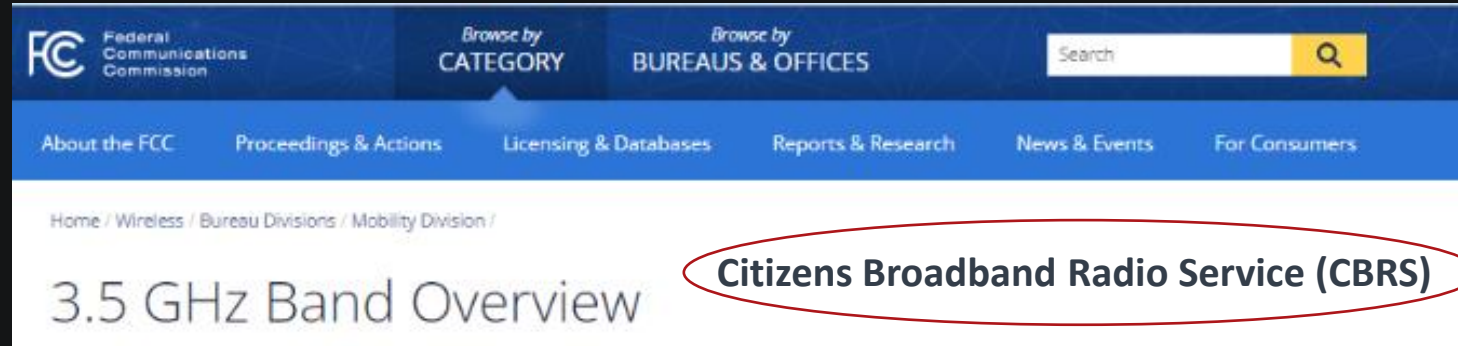 FCC Federal
Communications
Commission
Browse by
CATEGORY
Browse by
BUREAUS & OFFICES
Search
About the FCC Proceedings & Actions Licensing & Databases Reports & Research News & Events For Consumers
Home / Wireless / Bureau Divisions / Mobility Division /
3.5 GHz Band Overview
Citizens Broadband Radio Service (CBRS)